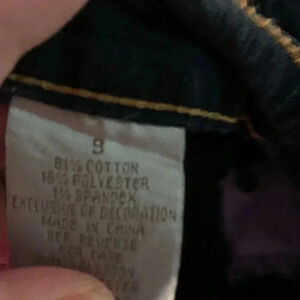 8
81% COTTON
18% POLYESTER
1% SPANDEX
EXCLUSIVE OF DECORATION
MADE IN CHINA
SEE REVERSE
FOR CARE